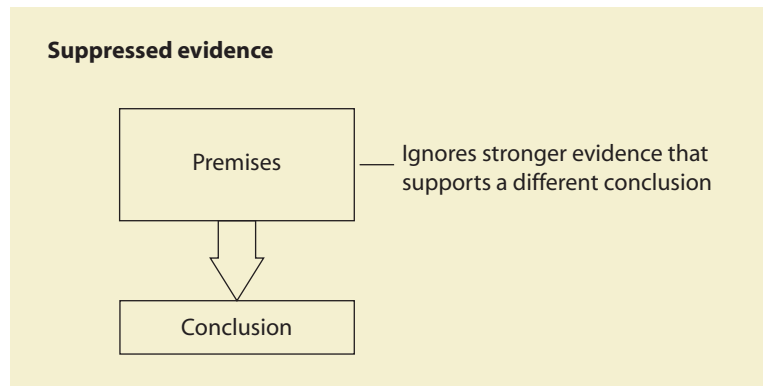 Suppressed evidence
Premises
Ignores stronger evidence that
supports a different conclusion
Conclusion